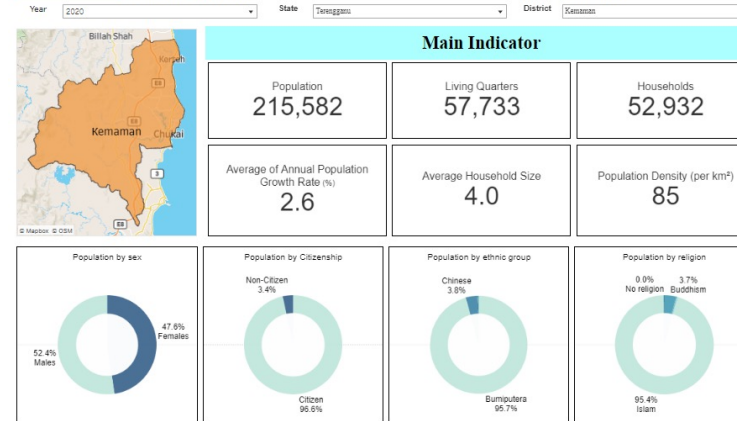 Year 2020 State Terengganu District Kemaman
Billah Shah
Kerteh
E8
E8
Kemaman Chukai
3
E8
© Mapbox © OSM
Main Indicator
Population
215,582
Living Quarters
57,733
Households
52,932
Average of Annual Population
Growth Rate (%)
2.6
Average Household Size
4.0
Population Density (per km²)
85
Population by sex
47.6%
Females
52.4%
Males
Population by Citizenship
Non-Citizen
3.4%
Citizen
96.6%
Population by ethnic group
Chinese
3.8%
Bumiputera
95.7%
Population by religion
0.0%
No religion
3.7%
Buddhism
95.4%
Islam